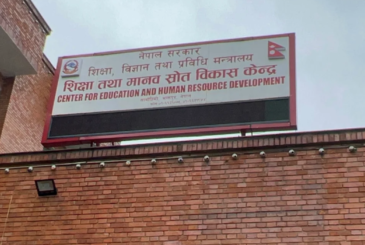 नेपाल सरकार
शिक्षा, विज्ञान तथा प्रविधि मन्त्रालय
शिक्षा तथा मानव स्रोत विकास केन्द्र
CENTER FOR EDUCATION AND HUMAN RESOURCE DEVELOPMENT